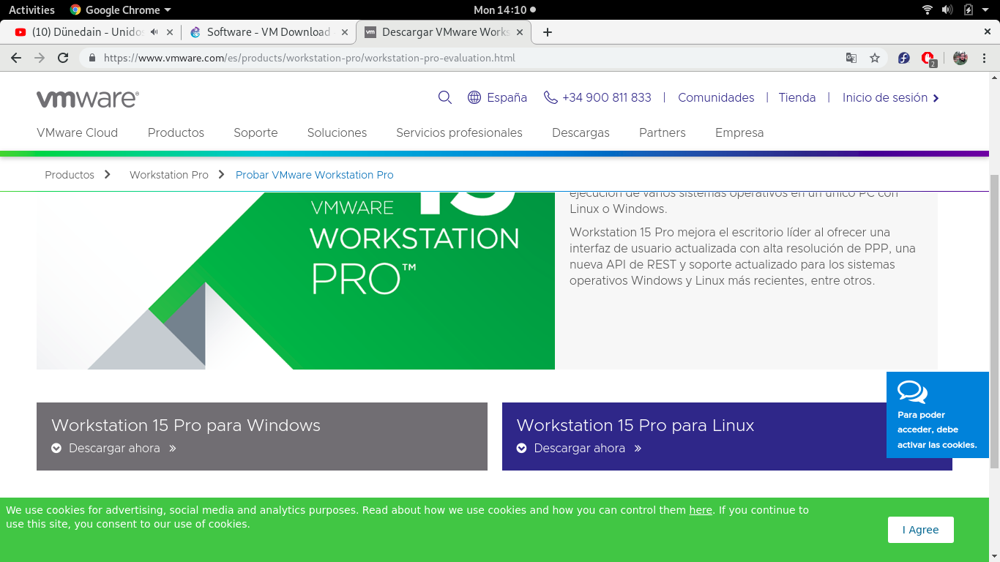 Activities Google Chrome Mon 14:10
(10) Dünedain - Unidos Software - VM Download - Descargar VMware Works
https://www.vmware.com/es/products/workstation-pro/workstation-pro-evaluation.html
2
vmware® España +34 900 811 833 | Comunidades | Tienda | Inicio de sesión
VMware Cloud Productos Soporte Soluciones Servicios profesionales Descargas Partners Empresa
Productos Workstation Pro Probar VMware Workstation Pro
15
VMWARE
WORKSTATION
PRO™
ejecución de varios sistemas operativos en un único PC con
Linux o Windows.
Workstation 15 Pro mejora el escritorio líder al ofrecer una
interfaz de usuario actualizada con alta resolución de PPP, una
nueva API de REST y soporte actualizado para los sistemas
operativos Windows y Linux más recientes, entre otros.
Workstation 15 Pro para Windows
Descargar ahora »
Workstation 15 Pro para Linux
Descargar ahora »
Para poder
acceder, debe
activar las cookies.
We use cookies for advertising, social media and analytics purposes. Read about how we use cookies and how you can control them here. If you continue to
use this site, you consent to our use of cookies.
I Agree